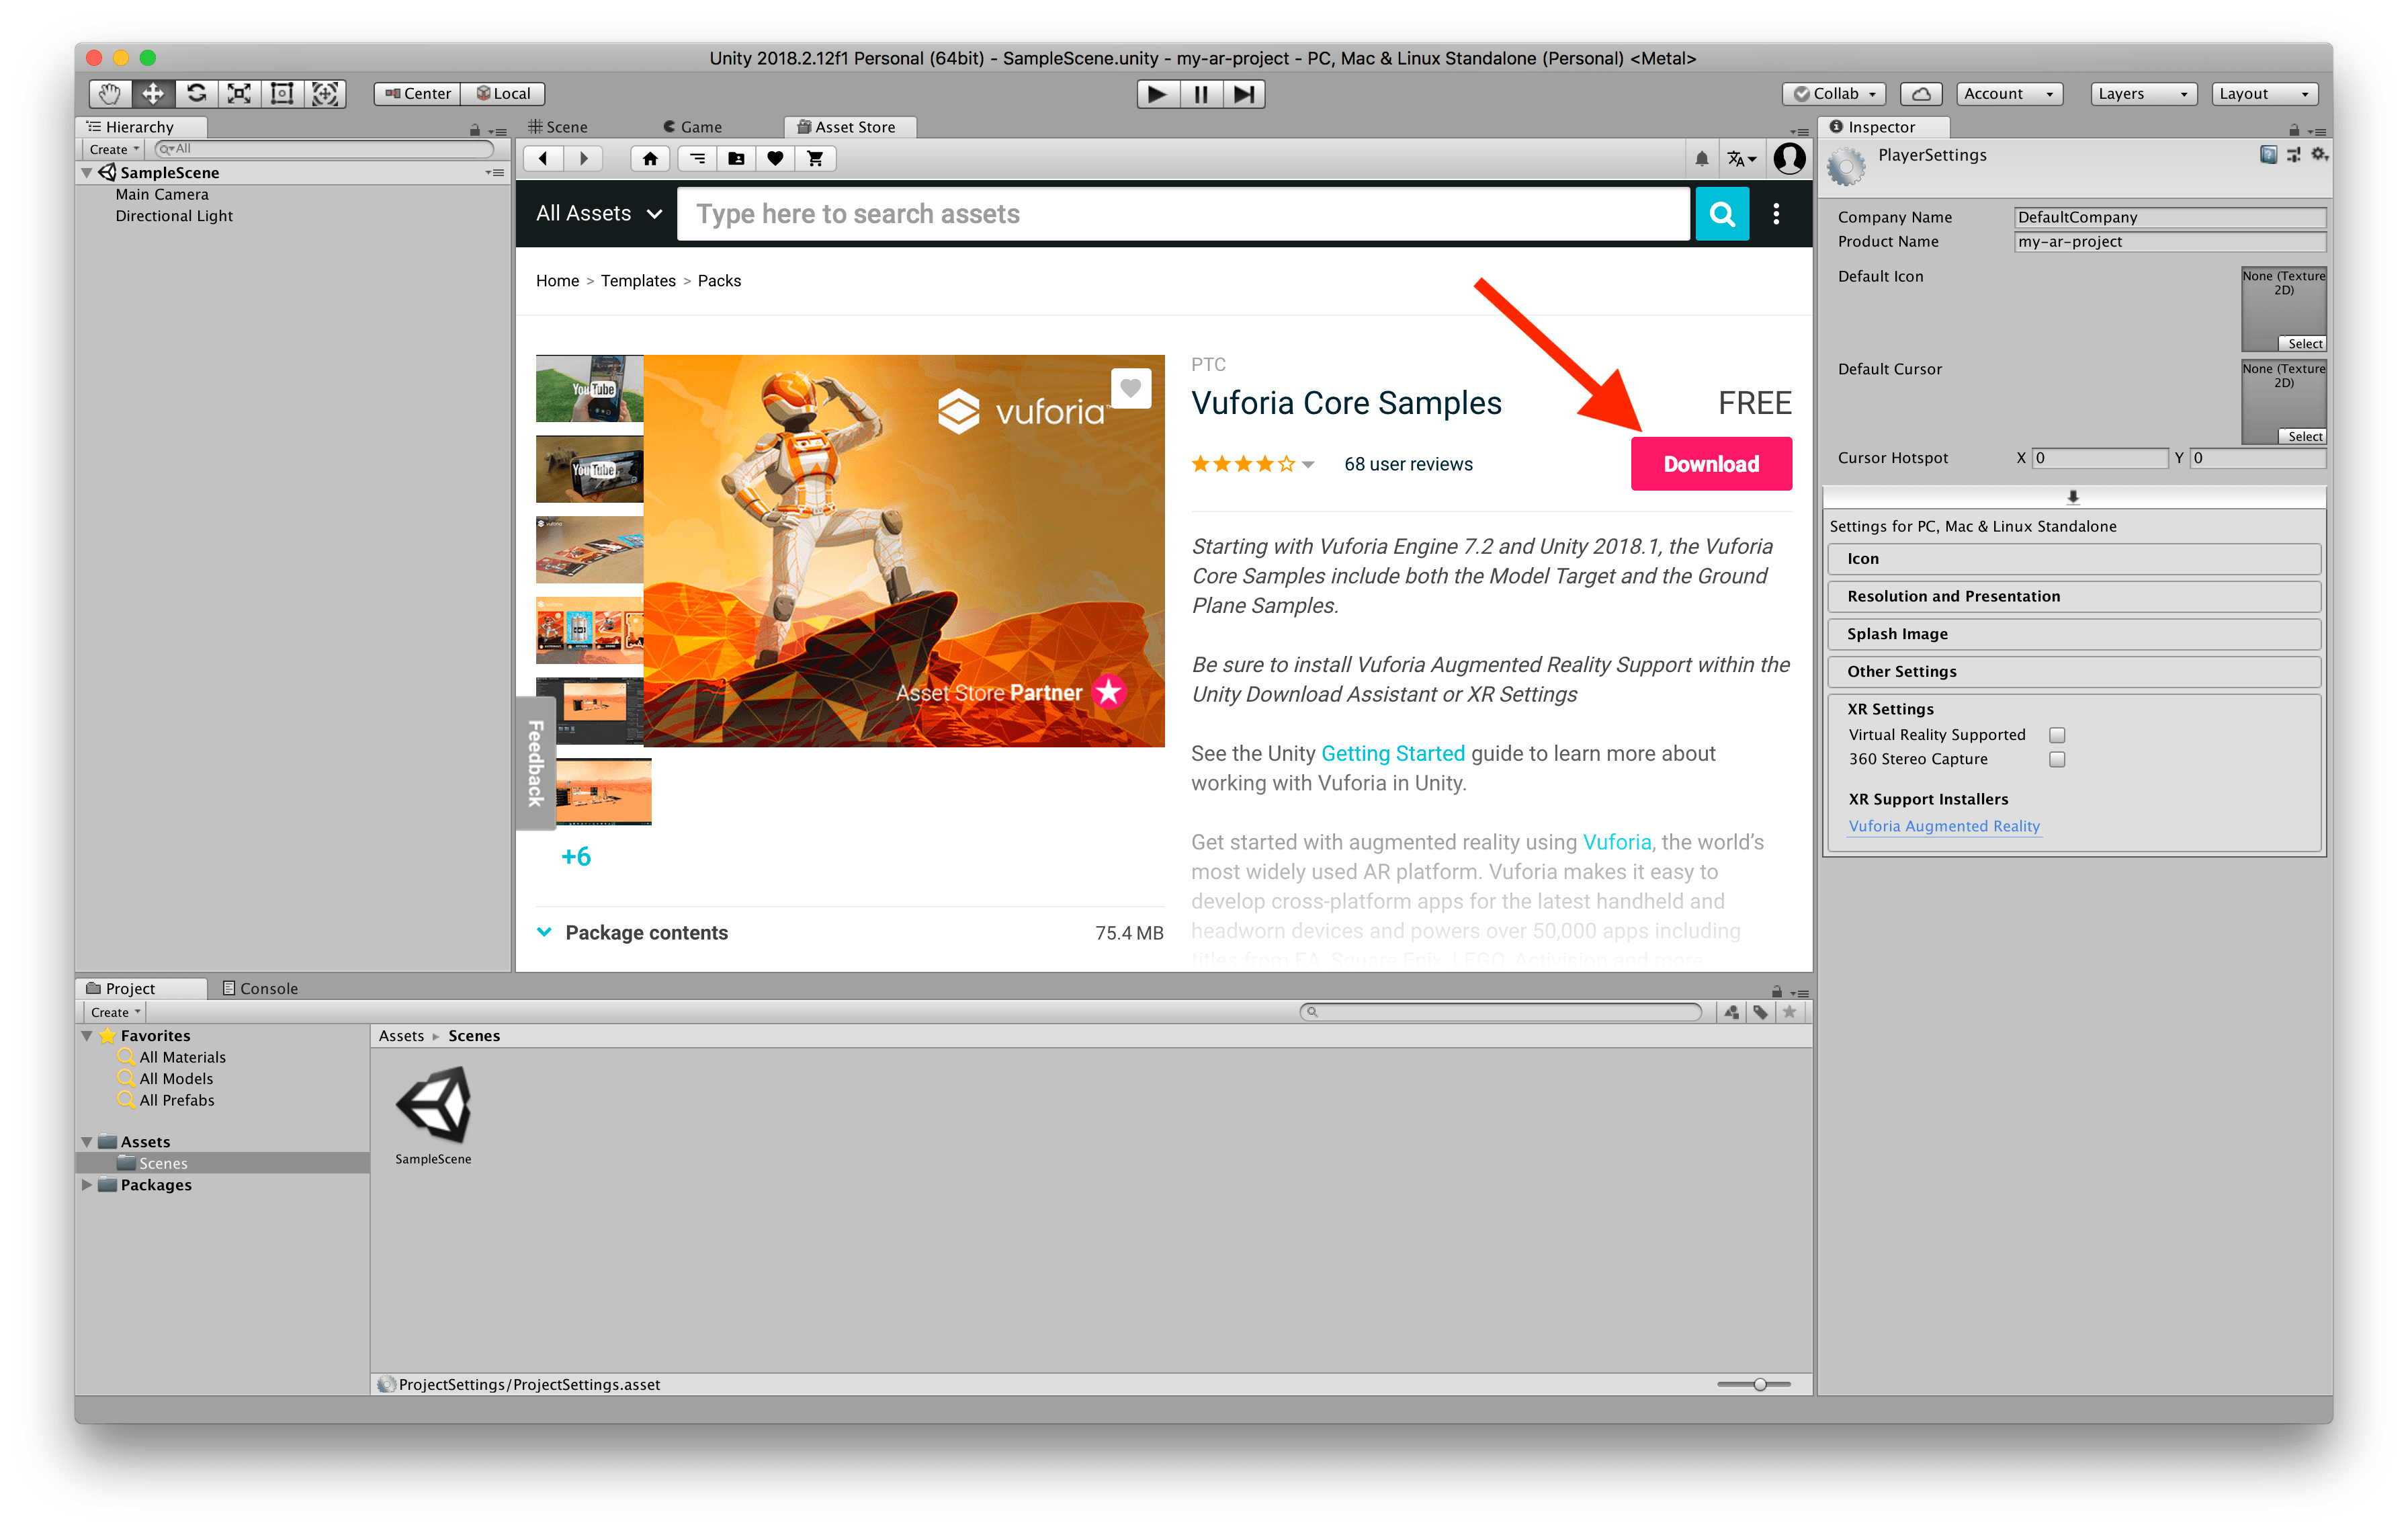 Unity 2018.2.12f1 Personal (64bit) - SampleScene.unity - my-ar-project - PC, Mac & Linux Standalone (Personal) <Metal>
Center Local
Collab Account Layers Layout
Hierarchy
Create All
SampleScene
Main Camera
Directional Light
Scene Game Asset Store
All Assets Type here to search assets
Home > Templates > Packs
YouTube
YouTube
vuforia
vuforia™
Asset Store Partner
Feedback
+6
Package contents 75.4 MB
PTC
Vuforia Core Samples FREE
68 user reviews Download
Starting with Vuforia Engine 7.2 and Unity 2018.1, the Vuforia
Core Samples include both the Model Target and the Ground
Plane Samples.
Be sure to install Vuforia Augmented Reality Support within the
Unity Download Assistant or XR Settings
See the Unity Getting Started guide to learn more about
working with Vuforia in Unity.
Get started with augmented reality using Vuforia, the world's
most widely used AR platform. Vuforia makes it easy to
develop cross-platform apps for the latest handheld and
headworn devices and powers over 50,000 apps including
titles from EA, Square Enix, LEGO, Activision and more
Inspector
PlayerSettings
Company Name DefaultCompany
Product Name my-ar-project
Default Icon None (Texture
2D)
Select
Default Cursor None (Texture
2D)
Select
Cursor Hotspot X 0 Y 0
Settings for PC, Mac & Linux Standalone
Icon
Resolution and Presentation
Splash Image
Other Settings
XR Settings
Virtual Reality Supported
360 Stereo Capture
XR Support Installers
Vuforia Augmented Reality
Project Console
Create
Favorites
All Materials
All Models
All Prefabs
Assets
Scenes
Packages
Assets Scenes
SampleScene
ProjectSettings/ProjectSettings.asset